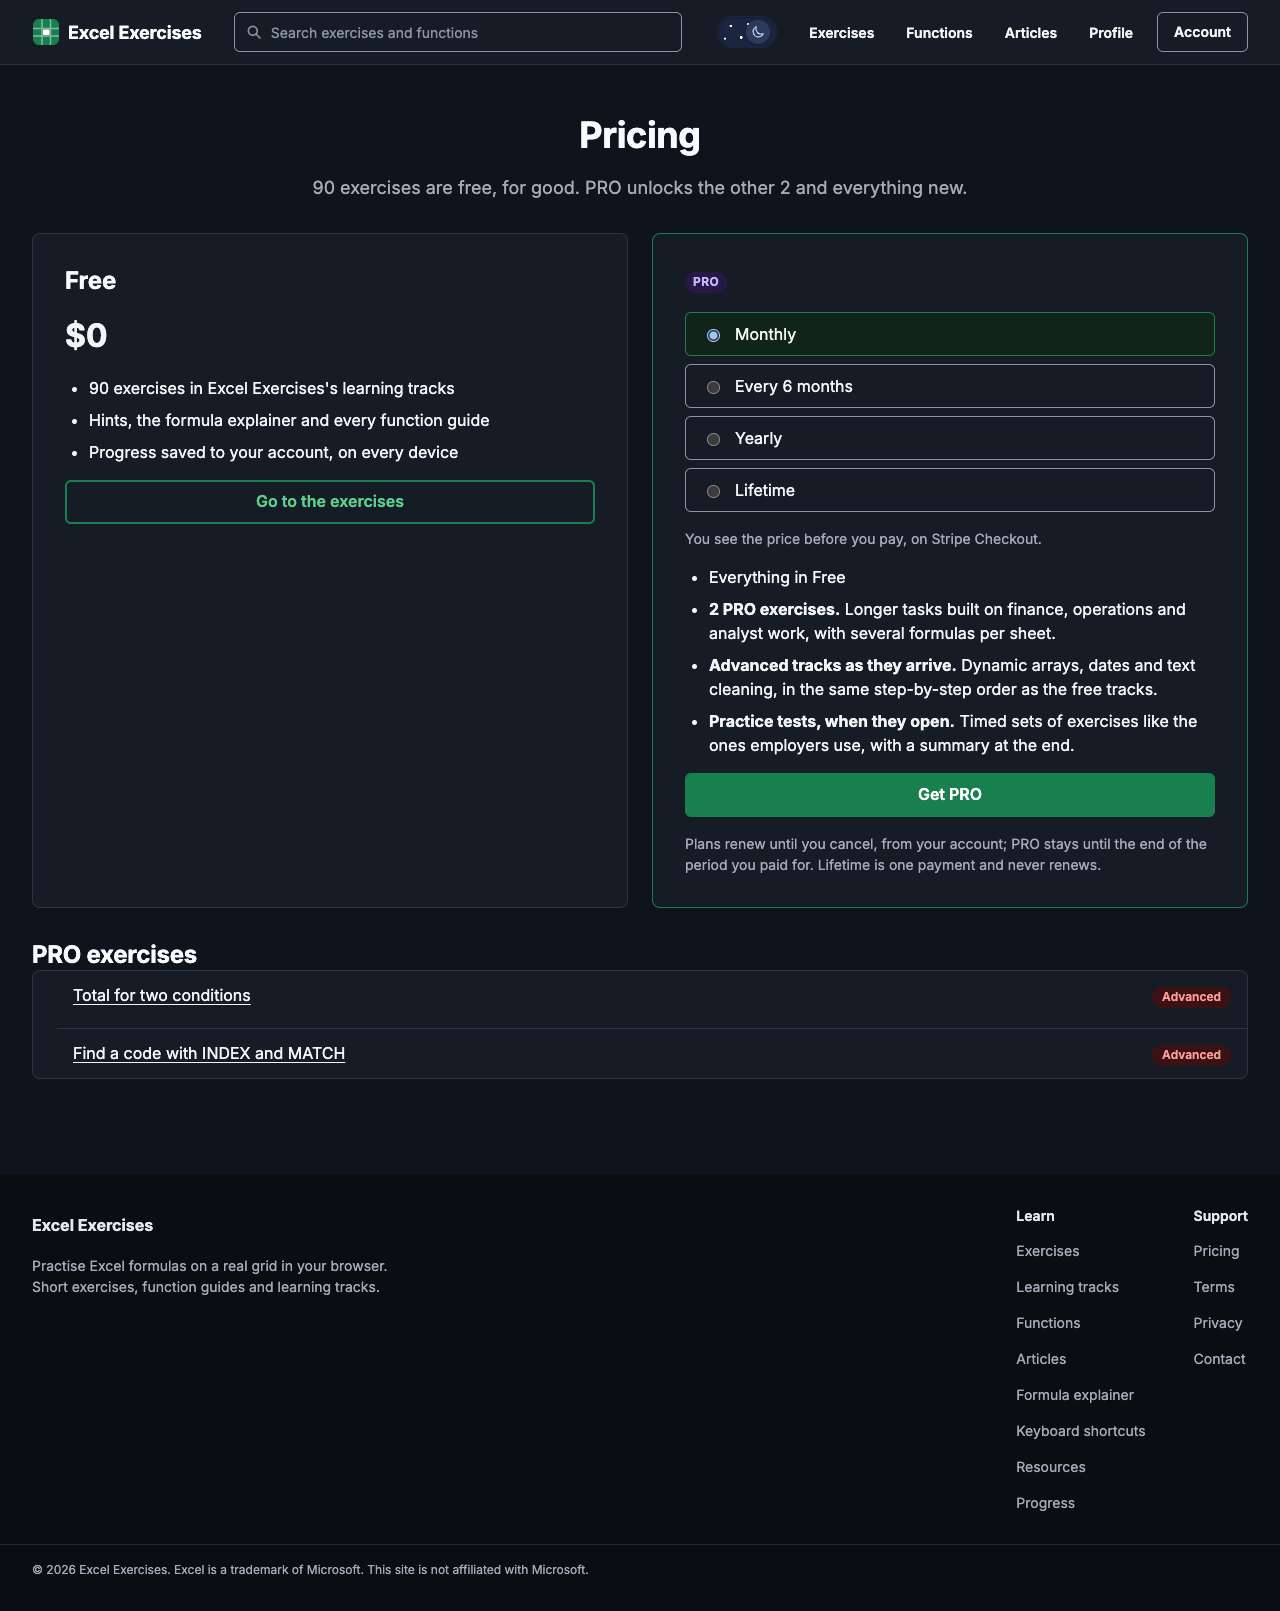 Excel Exercises
Search exercises and functions
Exercises
Functions
Articles
Profile
Account
Pricing
90 exercises are free, for good. PRO unlocks the other 2 and everything new.
Free
$0
90 exercises in Excel Exercises's learning tracks
Hints, the formula explainer and every function guide
Progress saved to your account, on every device
Go to the exercises
PRO
Monthly
Every 6 months
Yearly
Lifetime
You see the price before you pay, on Stripe Checkout.
Everything in Free
2 PRO exercises. Longer tasks built on finance, operations and
analyst work, with several formulas per sheet.
Advanced tracks as they arrive. Dynamic arrays, dates and text
cleaning, in the same step-by-step order as the free tracks.
Practice tests, when they open. Timed sets of exercises like the
ones employers use, with a summary at the end.
Get PRO
Plans renew until you cancel, from your account; PRO stays until the end of the
period you paid for. Lifetime is one payment and never renews.
PRO exercises
Total for two conditions
Advanced
Find a code with INDEX and MATCH
Advanced
Excel Exercises
Practise Excel formulas on a real grid in your browser.
Short exercises, function guides and learning tracks.
Learn
Exercises
Learning tracks
Functions
Articles
Formula explainer
Keyboard shortcuts
Resources
Progress
Support
Pricing
Terms
Privacy
Contact
© 2026 Excel Exercises. Excel is a trademark of Microsoft. This site is not affiliated with Microsoft.